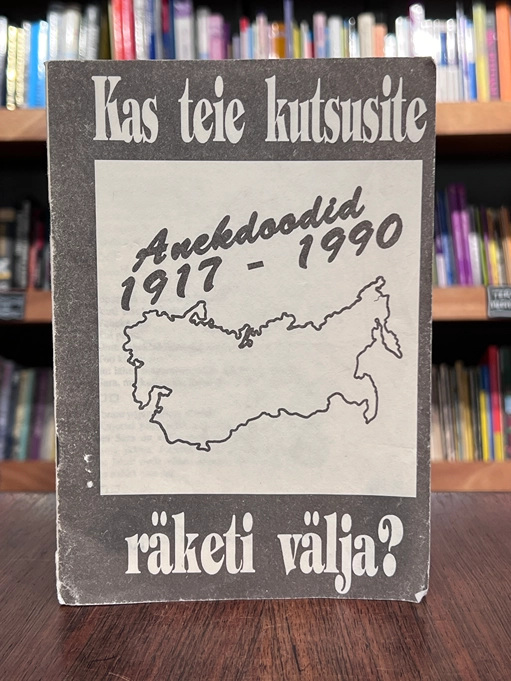 Kas teie kutsusite
Anekdoodid
1917 - 1990
räketi välja?